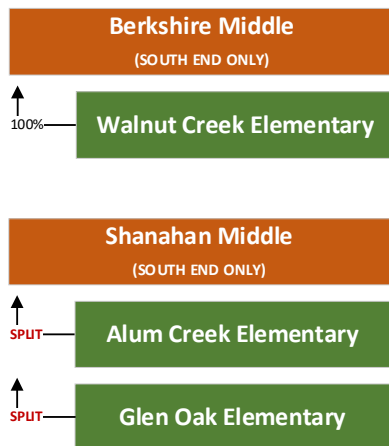 Berkshire Middle
(SOUTH END ONLY)
100%
Walnut Creek Elementary
Shanahan Middle
(SOUTH END ONLY)
SPLIT
Alum Creek Elementary
SPLIT
Glen Oak Elementary